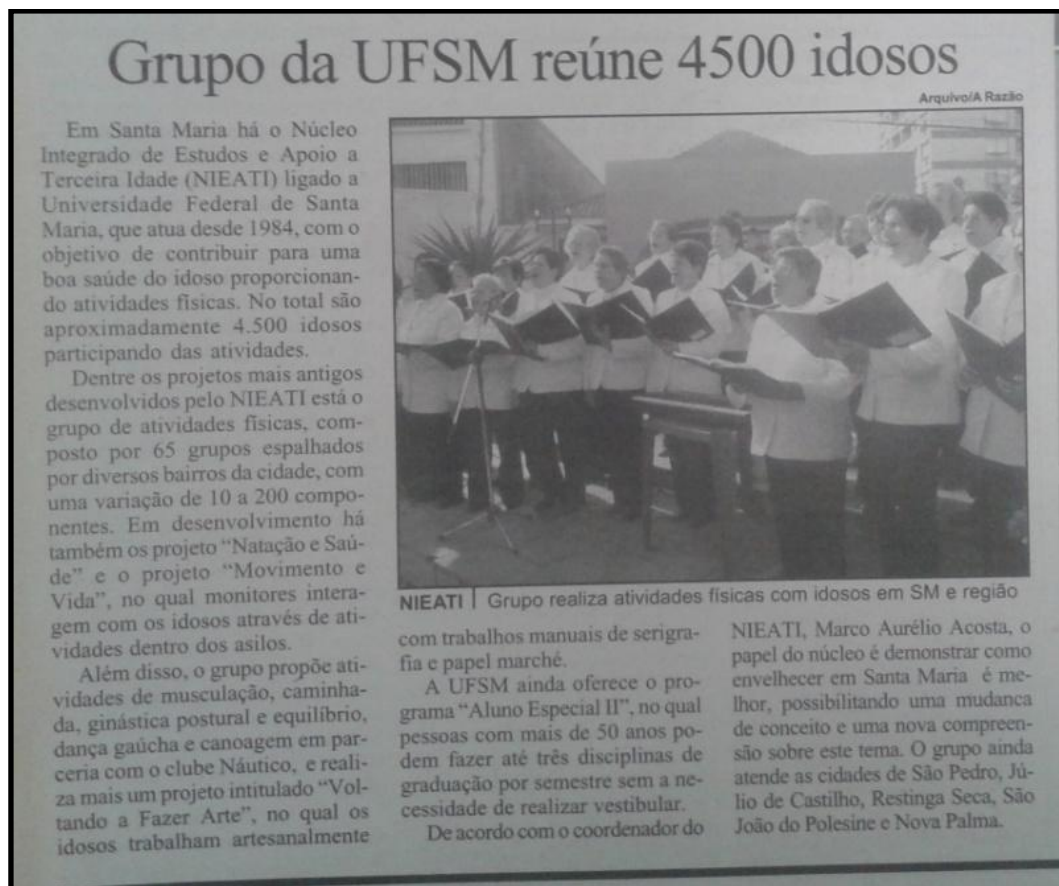 Grupo da UFSM reúne 4500 idosos
Arquivo/A Razão
Em Santa Maria há o Núcleo
Integrado de Estudos e Apoio a
Terceira Idade (NIEATI) ligado a
Universidade Federal de Santa
Maria, que atua desde 1984, com o
objetivo de contribuir para uma
boa saúde do idoso proporcionan-
do atividades físicas. No total são
aproximadamente 4.500 idosos
participando das atividades.
Dentre os projetos mais antigos
desenvolvidos pelo NIEATI está o
grupo de atividades físicas, com-
posto por 65 grupos espalhados
por diversos bairros da cidade, com
uma variação de 10 a 200 compo-
nentes. Em desenvolvimento há
também os projeto “Natação e Saú-
de” e o projeto “Movimento e
Vida”, no qual monitores intera-
gem com os idosos através de ati-
vidades dentro dos asilos.
Além disso, o grupo propõe ati-
vidades de musculação, caminha-
da, ginástica postural e equilíbrio,
dança gaúcha e canoagem em par-
ceria com o clube Náutico, e reali-
za mais um projeto intitulado “Vol-
tando a Fazer Arte”, no qual os
idosos trabalham artesanalmente
NIEATI | Grupo realiza atividades físicas com idosos em SM e região
com trabalhos manuais de serigra-
fia e papel marché.
A UFSM ainda oferece o pro-
grama “Aluno Especial II”, no qual
pessoas com mais de 50 anos po-
dem fazer até três disciplinas de
graduação por semestre sem a ne-
cessidade de realizar vestibular.
De acordo com o coordenador do
NIEATI, Marco Aurélio Acosta, o
papel do núcleo é demonstrar como
envelhecer em Santa Maria é me-
lhor, possibilitando uma mudança
de conceito e uma nova compreen-
são sobre este tema. O grupo ainda
atende as cidades de São Pedro, Jú-
lio de Castilho, Restinga Seca, São
João do Polesine e Nova Palma.